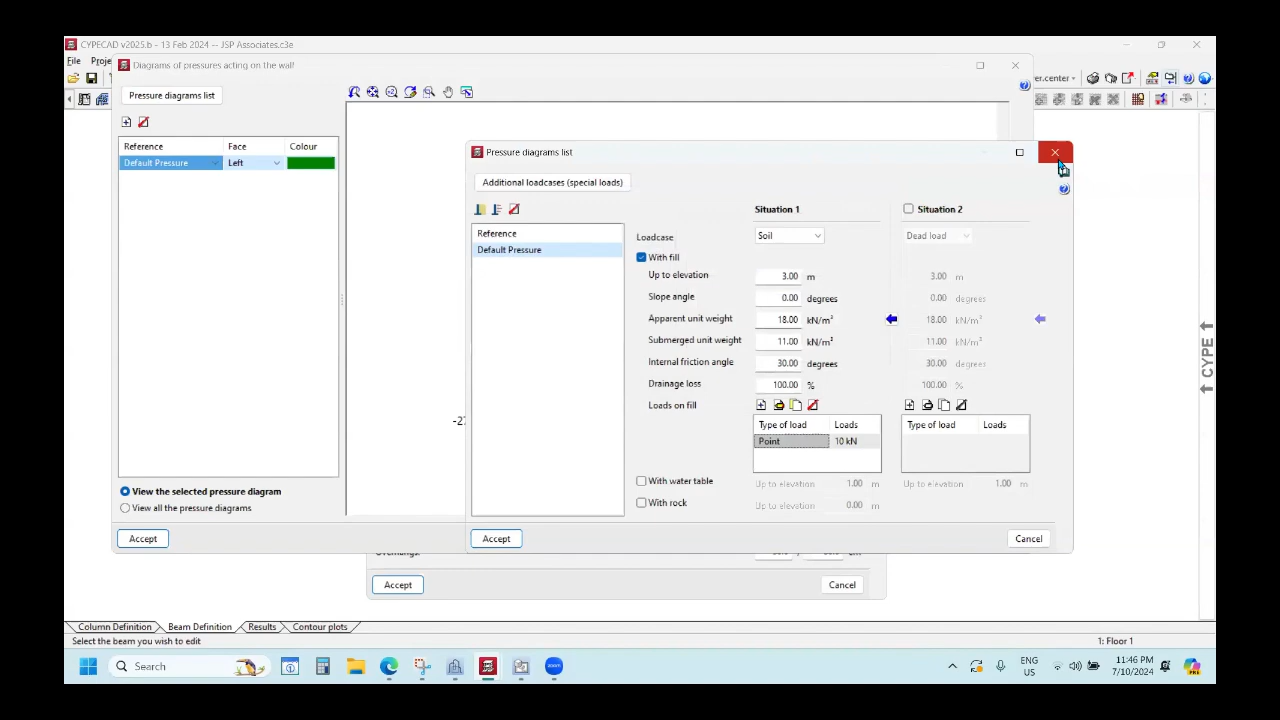 CYPECAD v2025.b - 13 Feb 2024 -- JSP Associates.c3e
File Proje
er.center
Diagrams of pressures acting on the wall
Pressure diagrams list
Reference Face Colour
Default Pressure Left
View the selected pressure diagram
View all the pressure diagrams
Accept
-27
Pressure diagrams list
Additional loadcases (special loads)
Reference
Default Pressure
Situation 1 Situation 2
Loadcase Soil Dead load
With fill
Up to elevation 3.00 m 3.00 m
Slope angle 0.00 degrees 0.00 degrees
Apparent unit weight 18.00 kN/m³ 18.00 kN/m³
Submerged unit weight 11.00 kN/m³ 11.00 kN/m³
Internal friction angle 30.00 degrees 30.00 degrees
Drainage loss 100.00 % 100.00 %
Loads on fill
Type of load Loads Type of load Loads
Point 10 kN
With water table Up to elevation 1.00 m Up to elevation 1.00 m
With rock Up to elevation 0.00 m
Accept Cancel
Accept Cancel
CYPE
Column Definition Beam Definition Results Contour plots
Select the beam you wish to edit 1: Floor 1
Search
zoom
ENG
US
11:46 PM
7/10/2024
PRE